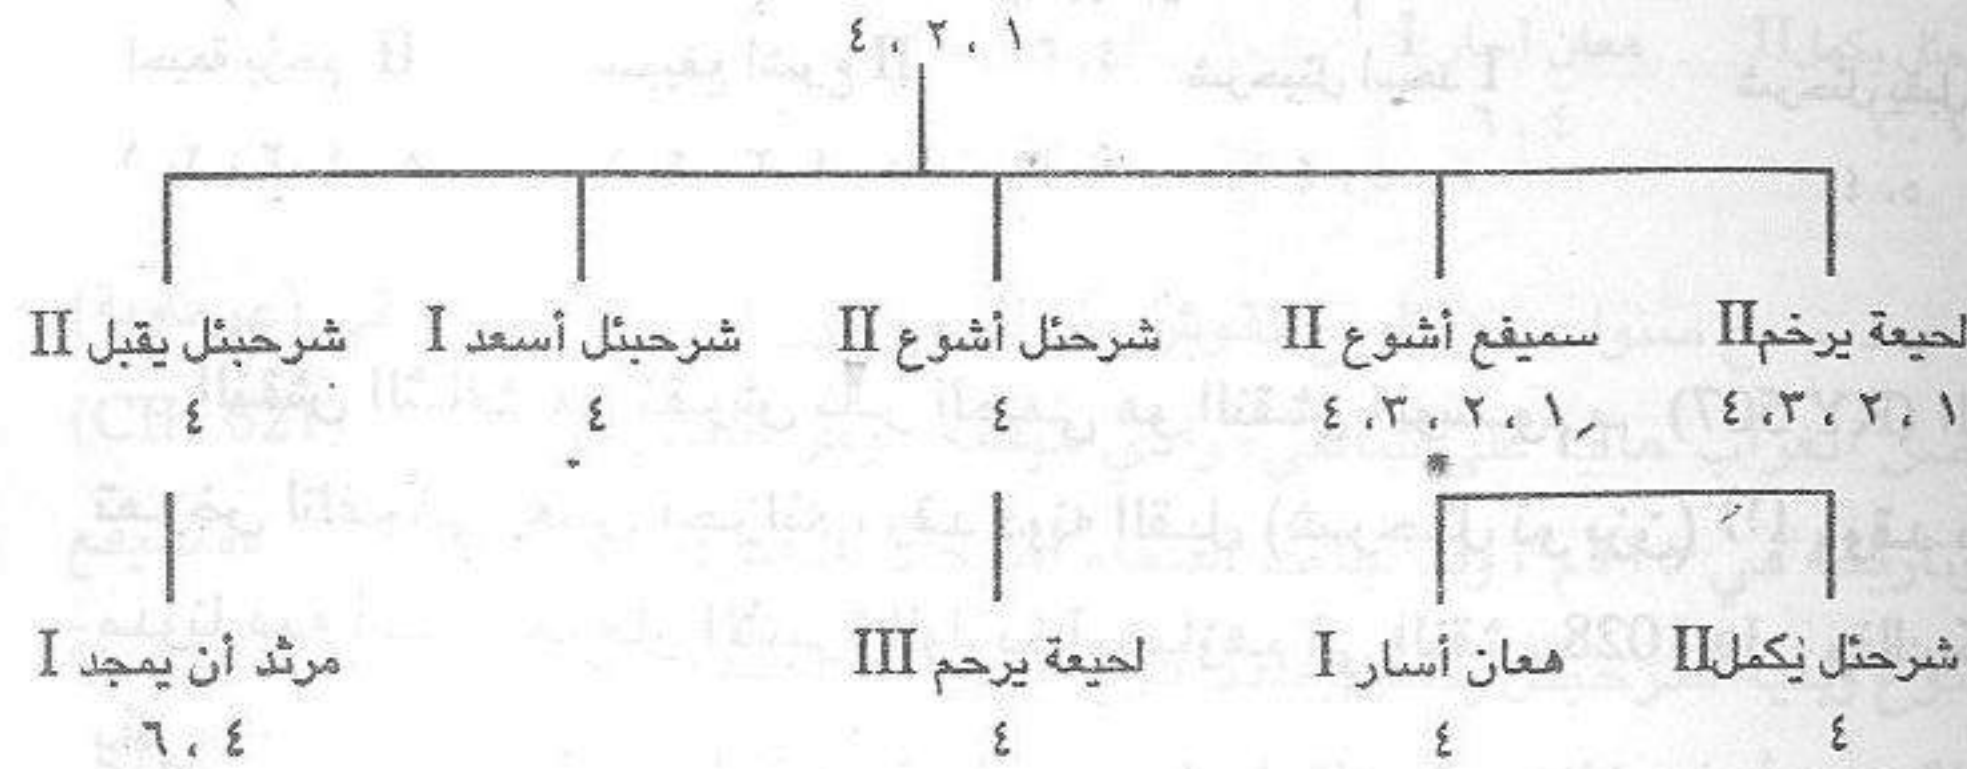 ١ ، ٢ ، ٤
لحيعة يرخم II سميفع أشوع II شرحئل أشوع II شرحبئل أسعد I شرحبئل يقبل II
١ ، ٢ ، ٣، ٤ ١ ، ٢ ، ٣، ٤ ٤ ٤ ٤
*
شرحئل يكمل II هعان أسار I لحيعة يرحم III مرثد أن يمجد I
٤ ٤ ٤ ٤ ، ٦